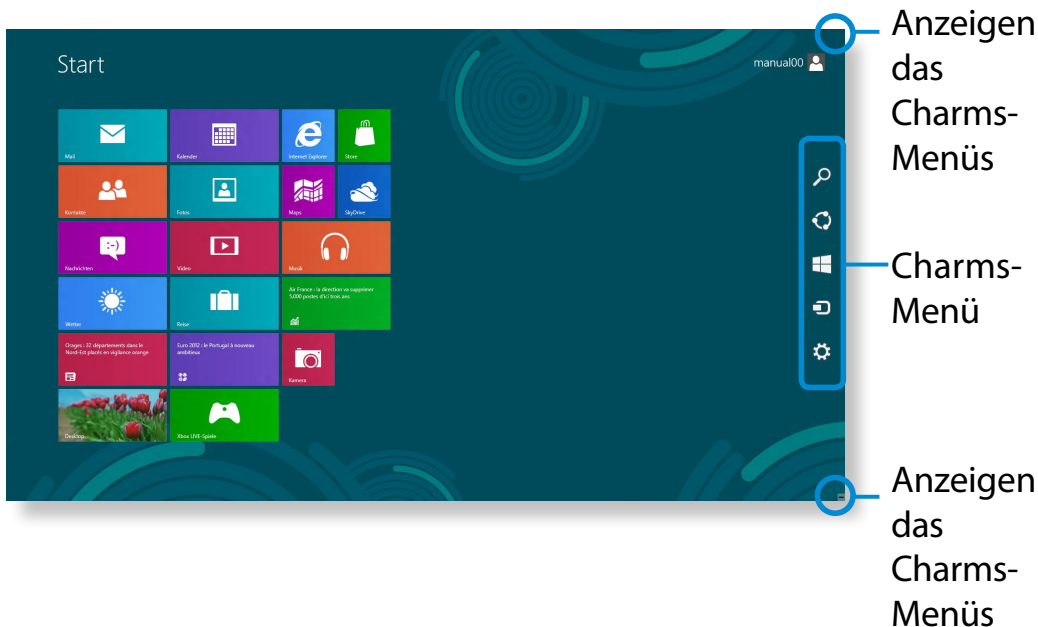 Anzeigen
das
Charms-
Menüs
Start
manual00
Mail
Kalender
Internet Explorer
Store
Kontakte
Fotos
Maps
SkyDrive
Nachrichten
Video
Musik
Wetter
Reise
Air France : la direction va supprimer
5,000 postes d'ici trois ans
Orages : 32 départements dans le
Nord-Est placés en vigilance orange
Euro 2012 : le Portugal à nouveau
ambitieux
Kamera
Desktop
Xbox LIVE-Spiele
Charms-
Menü
Anzeigen
das
Charms-
Menüs